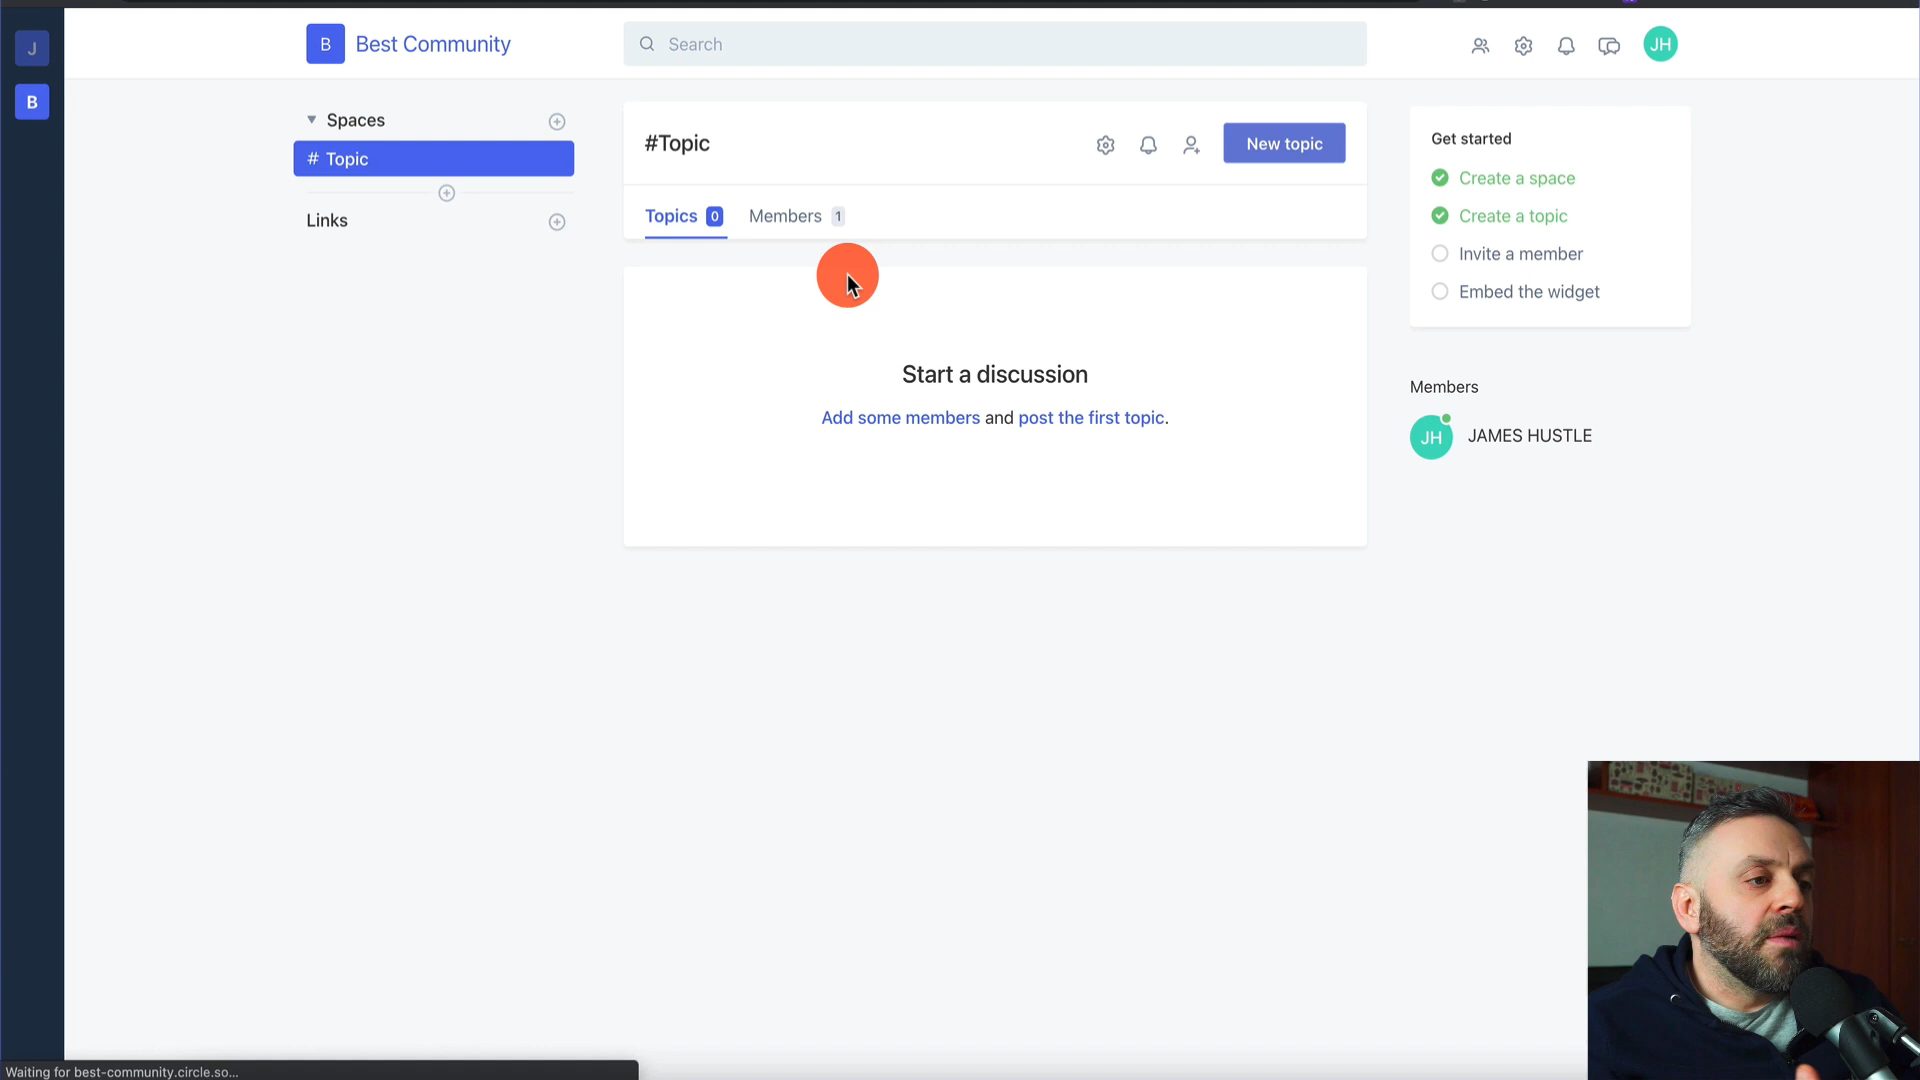 J
B
B
Best Community
Search
JH
Spaces
# Topic
Links
#Topic
New topic
Topics 0
Members 1
Start a discussion
Add some members and post the first topic.
Get started
Create a space
Create a topic
Invite a member
Embed the widget
Members
JH
JAMES HUSTLE
Waiting for best-community.circle.so...